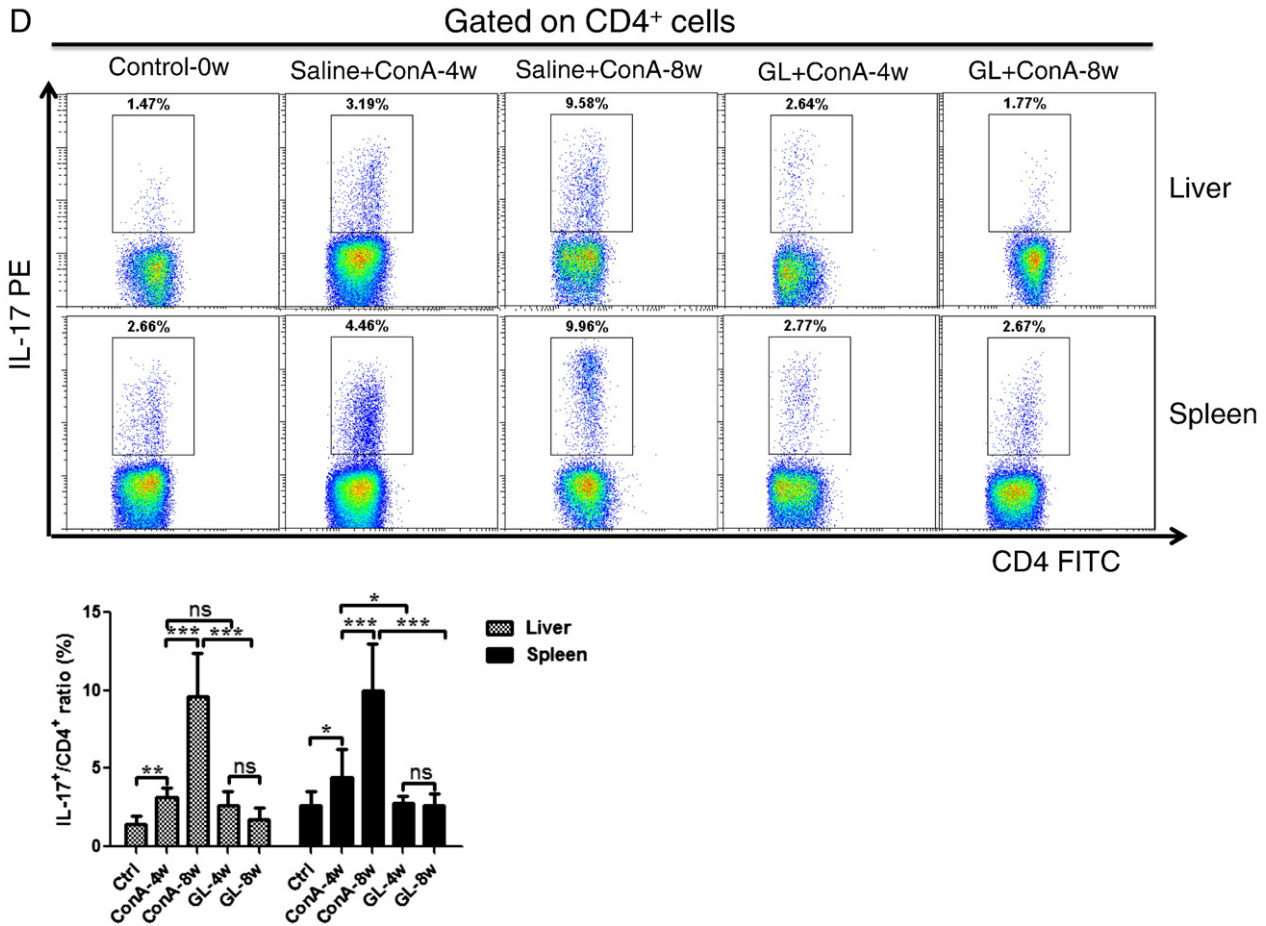 D
Gated on CD4⁺ cells
Control-0w Saline+ConA-4w Saline+ConA-8w GL+ConA-4w GL+ConA-8w
1.47% 3.19% 9.58% 2.64% 1.77%
Liver
2.66% 4.46% 9.96% 2.77% 2.67%
Spleen
IL-17 PE
CD4 FITC
IL-17⁺/CD4⁺ ratio (%)
15
10
5
0
ns
*** ***
**
ns
*
*** ***
*
ns
Liver
Spleen
Ctrl ConA-4w ConA-8w GL-4w GL-8w Ctrl ConA-4w ConA-8w GL-4w GL-8w